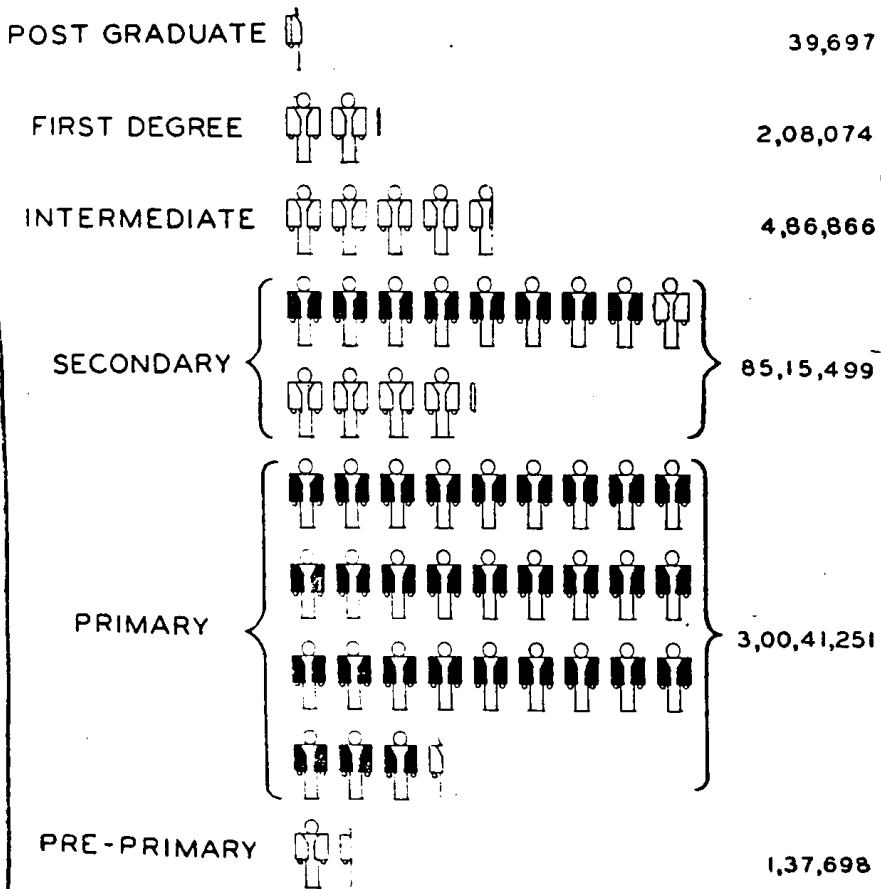 POST GRADUATE 39,697
FIRST DEGREE 2,08,074
INTERMEDIATE 4,86,866
SECONDARY 85,15,499
PRIMARY 3,00,41,251
PRE-PRIMARY 1,37,698